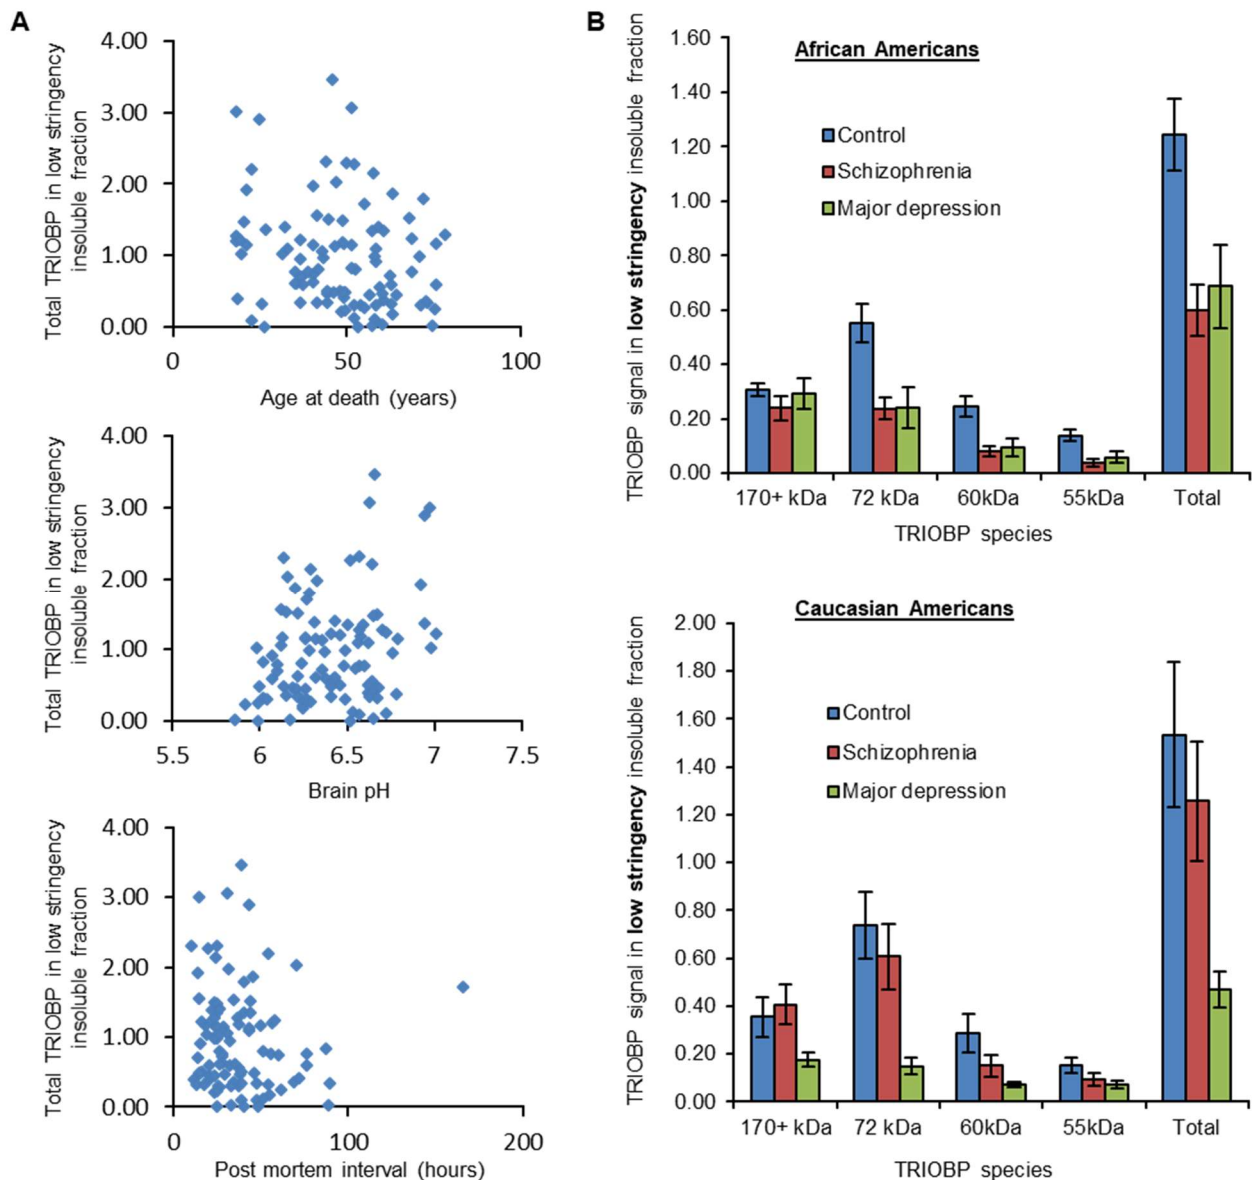 A
Total TRIOBP in low stringency
insoluble fraction
4.00
3.00
2.00
1.00
0.00
0
50
100
Age at death (years)
Total TRIOBP in low stringency
insoluble fraction
4.00
3.00
2.00
1.00
0.00
5.5
6
6.5
7
7.5
Brain pH
Total TRIOBP in low stringency
insoluble fraction
4.00
3.00
2.00
1.00
0.00
0
100
200
Post mortem interval (hours)
B
African Americans
TRIOBP signal in low stringency insoluble fraction
1.60
1.40
1.20
1.00
0.80
0.60
0.40
0.20
0.00
Control
Schizophrenia
Major depression
170+ kDa
72 kDa
60kDa
55kDa
Total
TRIOBP species
Caucasian Americans
TRIOBP signal in low stringency insoluble fraction
2.00
1.80
1.60
1.40
1.20
1.00
0.80
0.60
0.40
0.20
0.00
Control
Schizophrenia
Major depression
170+ kDa
72 kDa
60kDa
55kDa
Total
TRIOBP species